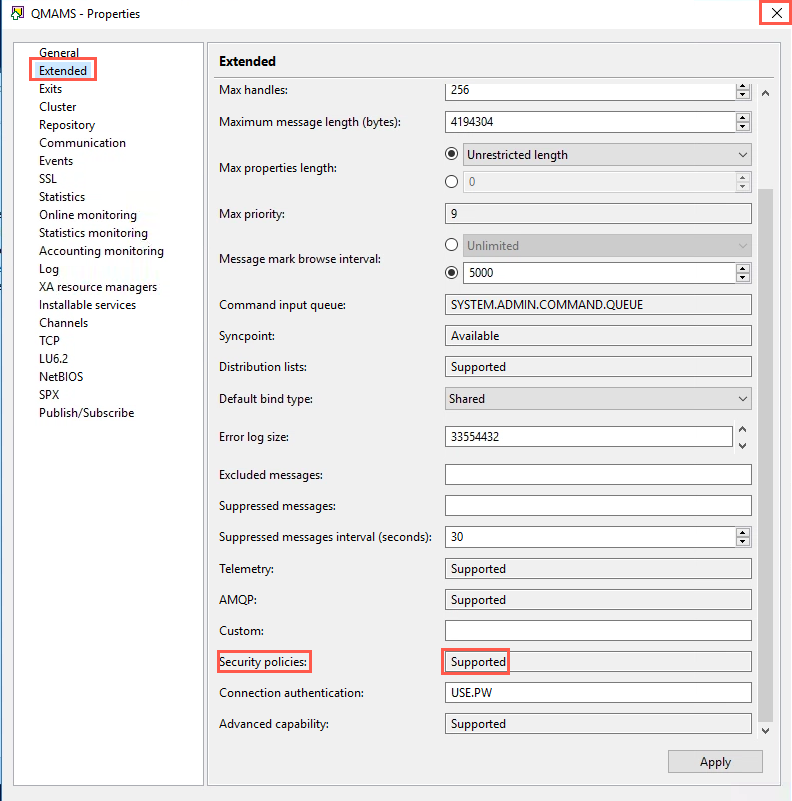 QMAMS - Properties
General
Extended
Exits
Cluster
Repository
Communication
Events
SSL
Statistics
Online monitoring
Statistics monitoring
Accounting monitoring
Log
XA resource managers
Installable services
Channels
TCP
LU6.2
NetBIOS
SPX
Publish/Subscribe
Extended
Max handles: 256
Maximum message length (bytes): 4194304
Max properties length: Unrestricted length
0
Max priority: 9
Message mark browse interval: Unlimited
5000
Command input queue: SYSTEM.ADMIN.COMMAND.QUEUE
Syncpoint: Available
Distribution lists: Supported
Default bind type: Shared
Error log size: 33554432
Excluded messages:
Suppressed messages:
Suppressed messages interval (seconds): 30
Telemetry: Supported
AMQP: Supported
Custom:
Security policies: Supported
Connection authentication: USE.PW
Advanced capability: Supported
Apply